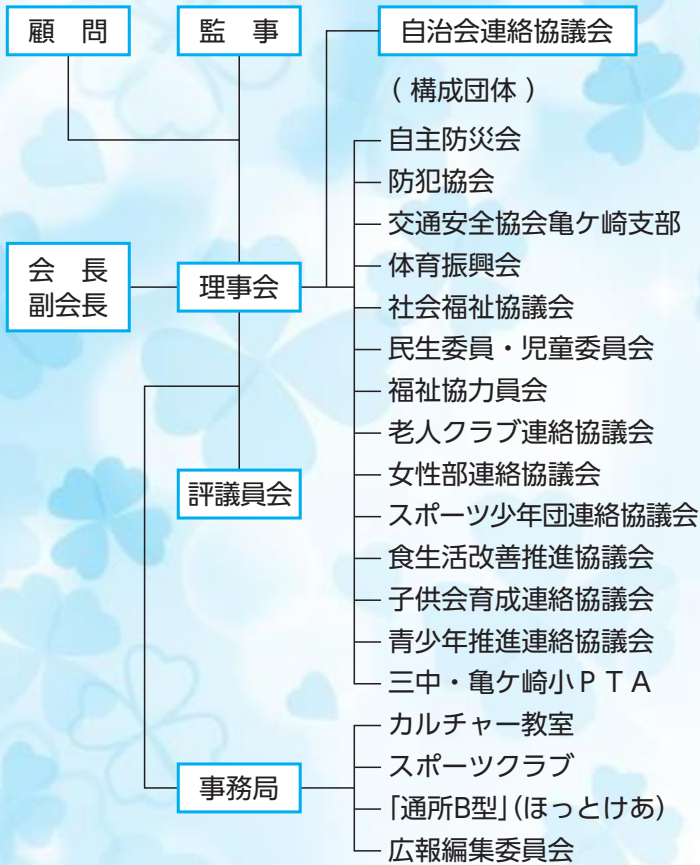 顧　問
監　事
自治会連絡協議会
（構成団体）
自主防災会
防犯協会
交通安全協会亀ケ崎支部
体育振興会
社会福祉協議会
民生委員・児童委員会
福祉協力員会
老人クラブ連絡協議会
女性部連絡協議会
スポーツ少年団連絡協議会
食生活改善推進協議会
子供会育成連絡協議会
青少年推進連絡協議会
三中・亀ケ崎小ＰＴＡ
会　長
副会長
理事会
評議員会
事務局
カルチャー教室
スポーツクラブ
「通所B型」（ほっとけあ）
広報編集委員会